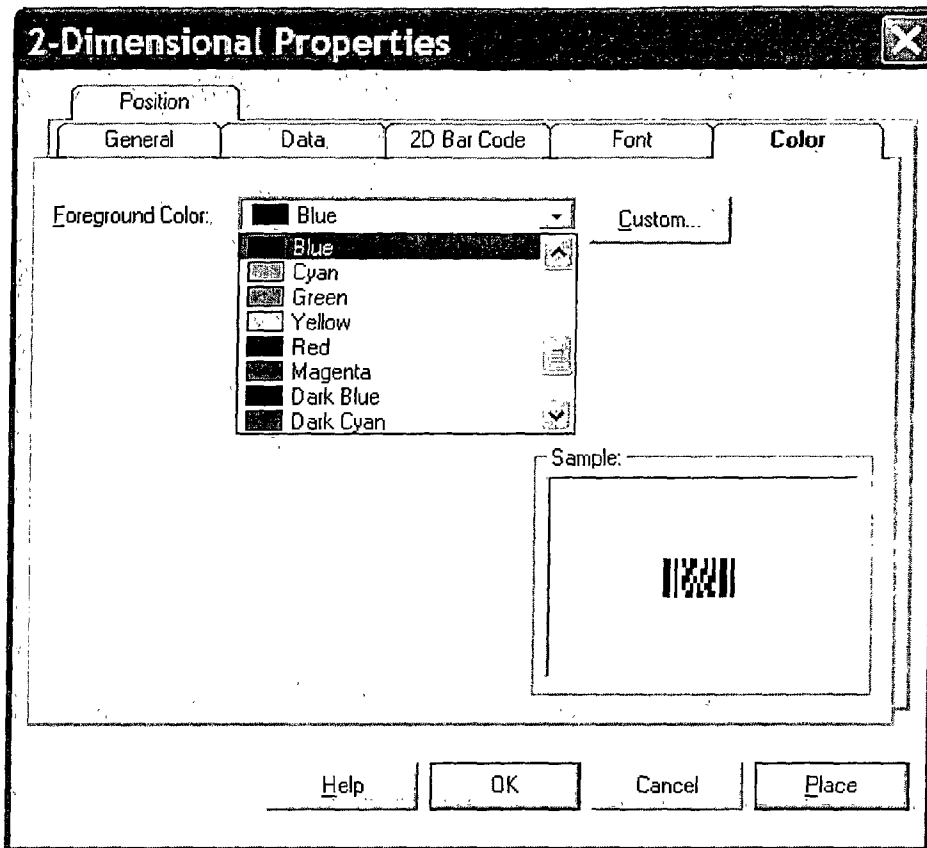 2-Dimensional Properties
Position
General Data 2D Bar Code Font Color
Foreground Color: Blue Custom...
Blue
Cyan
Green
Yellow
Red
Magenta
Dark Blue
Dark Cyan
Sample:
Help OK Cancel Place